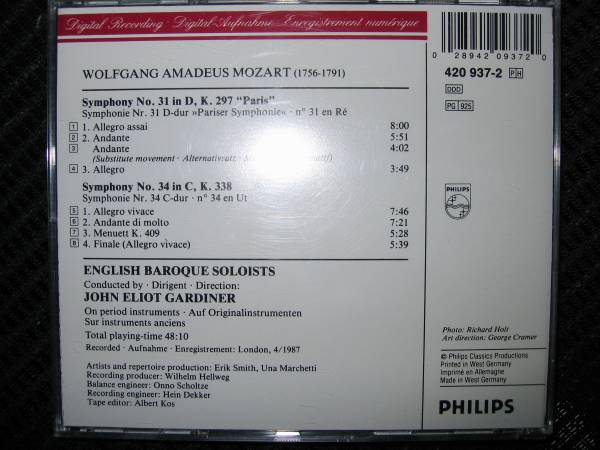 Digital Recording · Digital-Aufnahme · Enregistrement numérique
WOLFGANG AMADEUS MOZART (1756-1791)
Symphony No. 31 in D, K. 297 "Paris"
Symphonie Nr. 31 D-dur »Pariser Symphonie« · n° 31 en Ré
1 1. Allegro assai 8:00
2 2. Andante 5:51
3 Andante 4:02
(Substitute movement · Alternativsatz ·
4 3. Allegro 3:49
Symphony No. 34 in C, K. 338
Symphonie Nr. 34 C-dur · n° 34 en Ut
5 1. Allegro vivace 7:46
6 2. Andante di molto 7:21
7 3. Menuett K. 409 5:28
8 4. Finale (Allegro vivace) 5:39
ENGLISH BAROQUE SOLOISTS
Conducted by · Dirigent · Direction:
JOHN ELIOT GARDINER
On period instruments · Auf Originalinstrumenten
Sur instruments anciens
Total playing-time 48:10
Recorded · Aufnahme · Enregistrement: London, 4/1987
Artists and repertoire production: Erik Smith, Una Marchetti
Recording producer: Wilhelm Hellweg
Balance engineer: Onno Scholtze
Recording engineer: Hein Dekker
Tape editor: Albert Kos
0 28942 09372 0
420 937-2 PH
DDD
PG 925
PHILIPS
Photo: Richard Holt
Art direction: George Cramer
© Philips Classics Productions
Printed in West Germany
Imprimé en Allemagne
Made in West Germany
PHILIPS